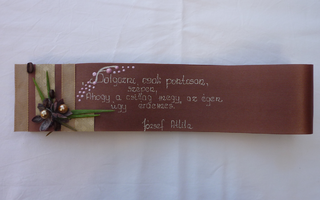 Dolgozni csak pontosan,
szépen,
Ahogy a csillag megy az égen,
úgy érdemes.
József Attila